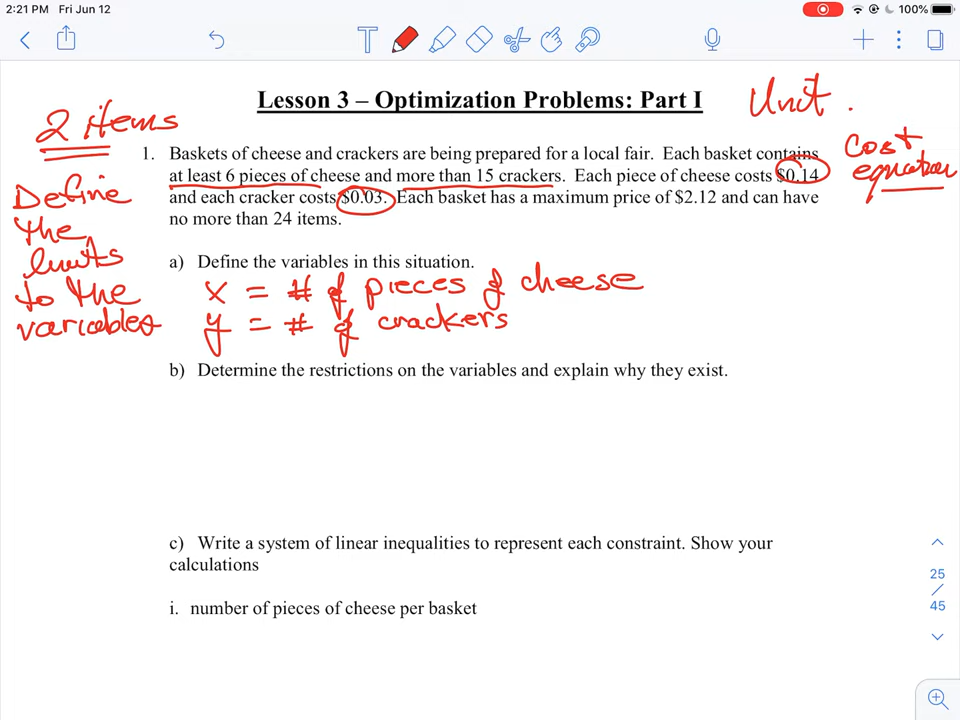 2:21 PM Fri Jun 12
100%
T
Lesson 3 – Optimization Problems: Part I
Unit .
2 items
cost
equation
1. Baskets of cheese and crackers are being prepared for a local fair. Each basket contains
at least 6 pieces of cheese and more than 15 crackers. Each piece of cheese costs $0.14
and each cracker costs $0.03. Each basket has a maximum price of $2.12 and can have
no more than 24 items.
Define
the
limits
to the
variables
a) Define the variables in this situation.
x = # of pieces of cheese
y = # of crackers
b) Determine the restrictions on the variables and explain why they exist.
c) Write a system of linear inequalities to represent each constraint. Show your
calculations
i. number of pieces of cheese per basket
25
/
45